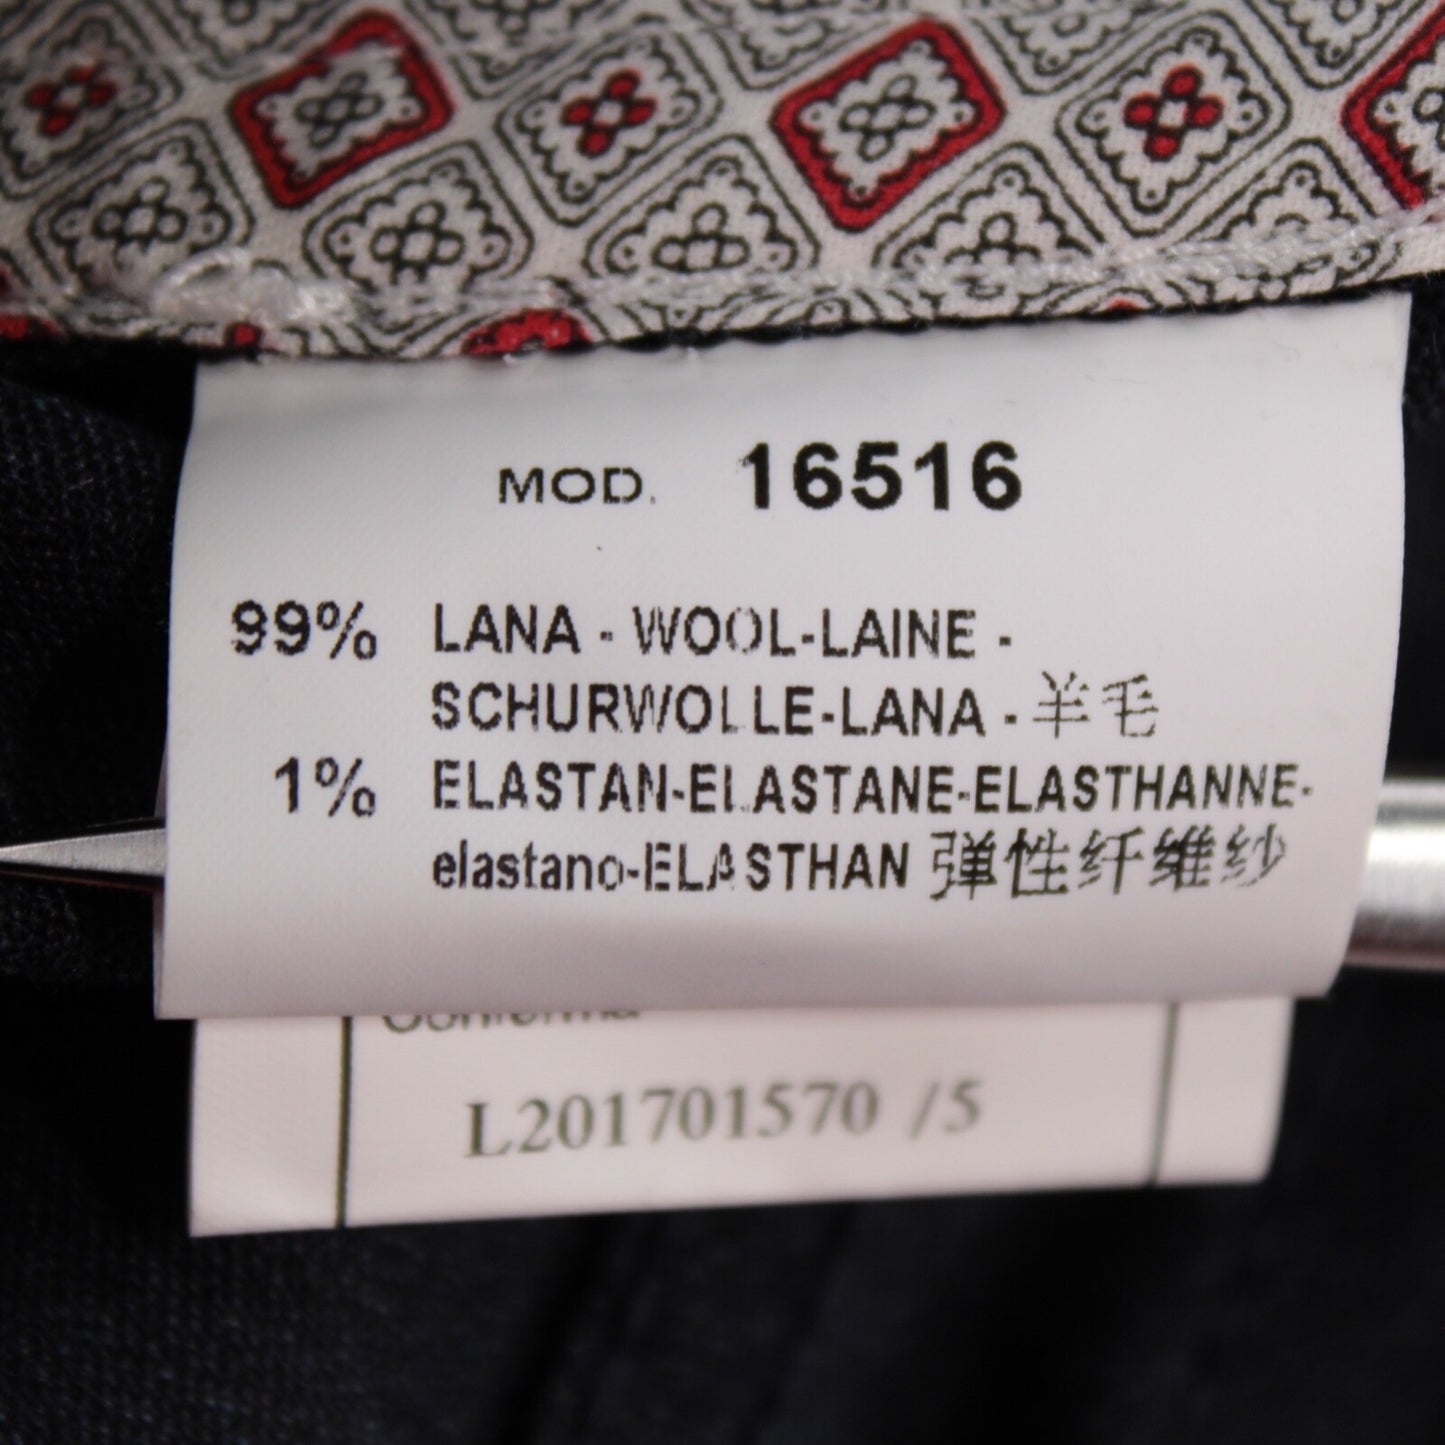 MOD. 16516
99% LANA - WOOL-LAINE -
SCHURWOLLE-LANA - 羊毛
1% ELASTAN-ELASTANE-ELASTHANNE-
elastano-ELASTHAN 弹性纤维纱
L201701570 /5